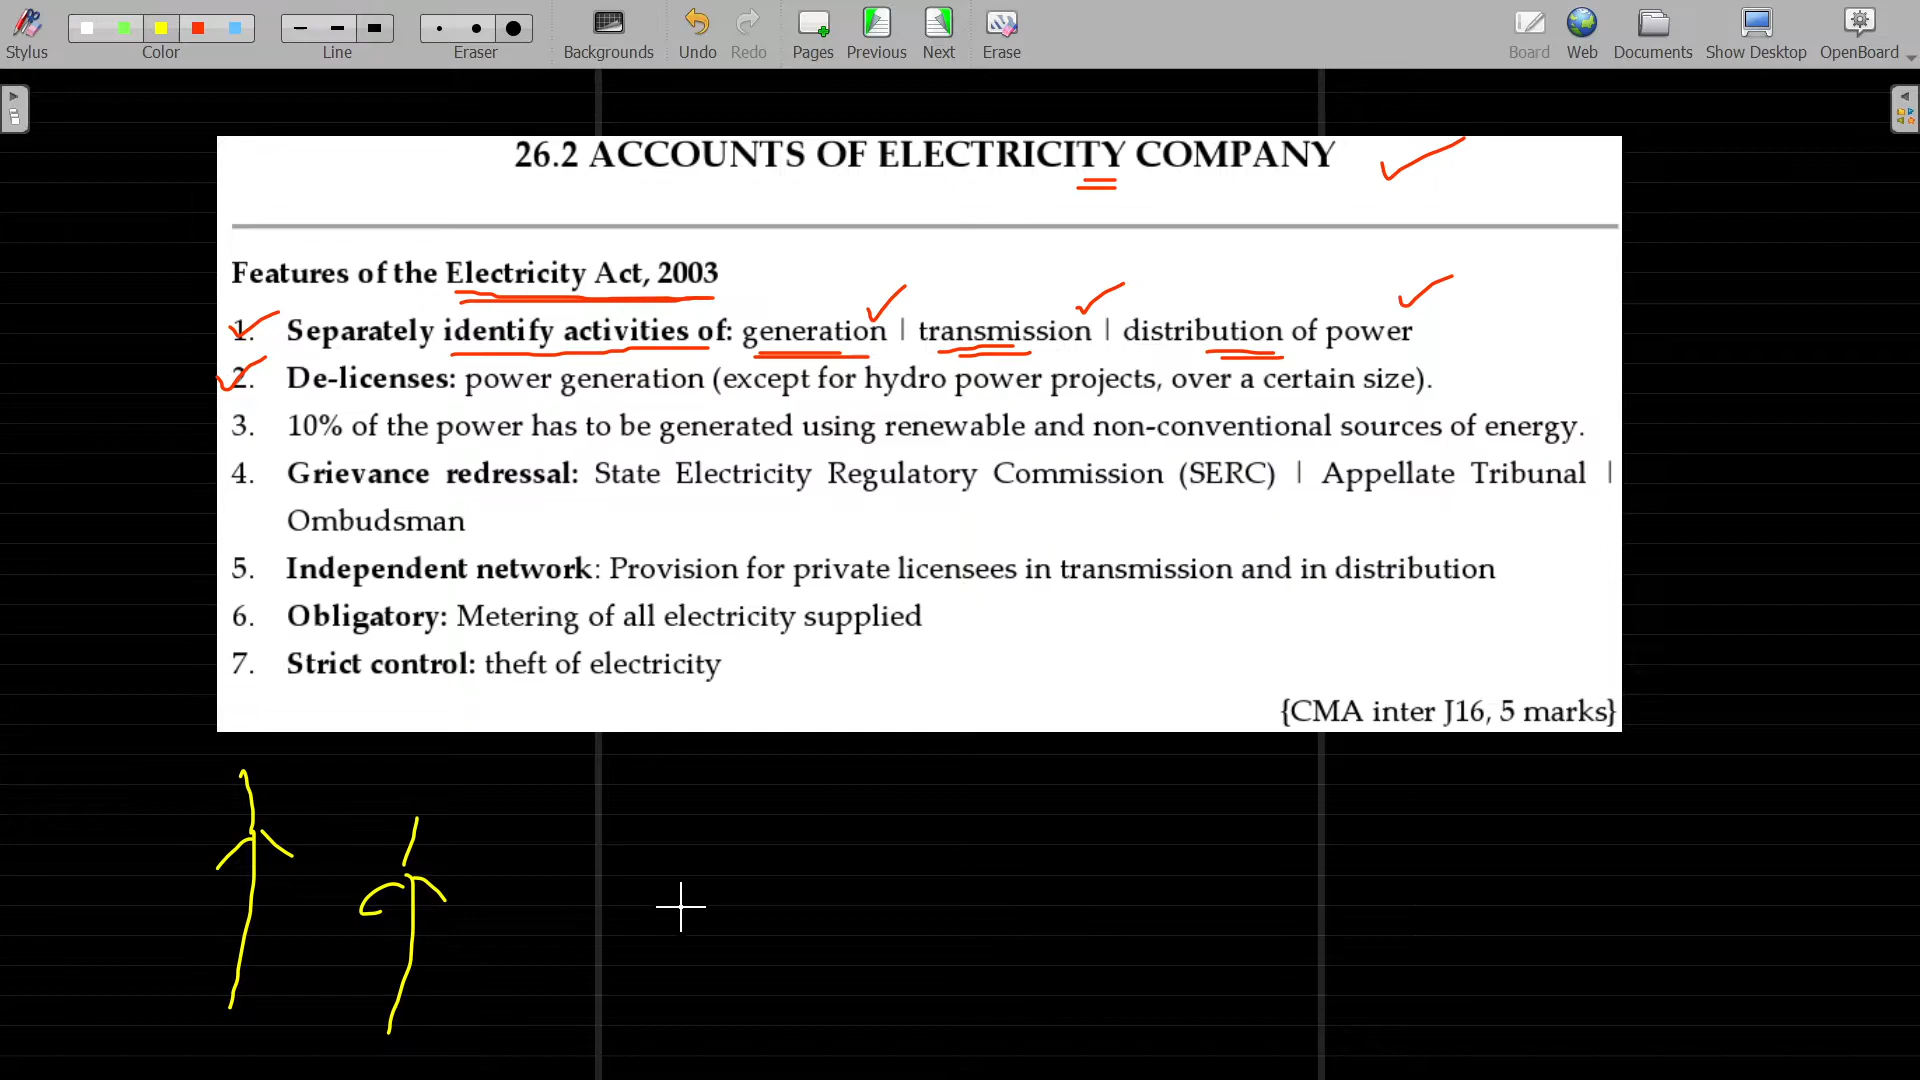 Stylus Color Line Eraser Backgrounds Undo Redo Pages Previous Next Erase Board Web Documents Show Desktop OpenBoard
26.2 ACCOUNTS OF ELECTRICITY COMPANY
Features of the Electricity Act, 2003
1. Separately identify activities of: generation | transmission | distribution of power
2. De-licenses: power generation (except for hydro power projects, over a certain size).
3. 10% of the power has to be generated using renewable and non-conventional sources of energy.
4. Grievance redressal: State Electricity Regulatory Commission (SERC) | Appellate Tribunal |
Ombudsman
5. Independent network: Provision for private licensees in transmission and in distribution
6. Obligatory: Metering of all electricity supplied
7. Strict control: theft of electricity
{CMA inter J16, 5 marks}